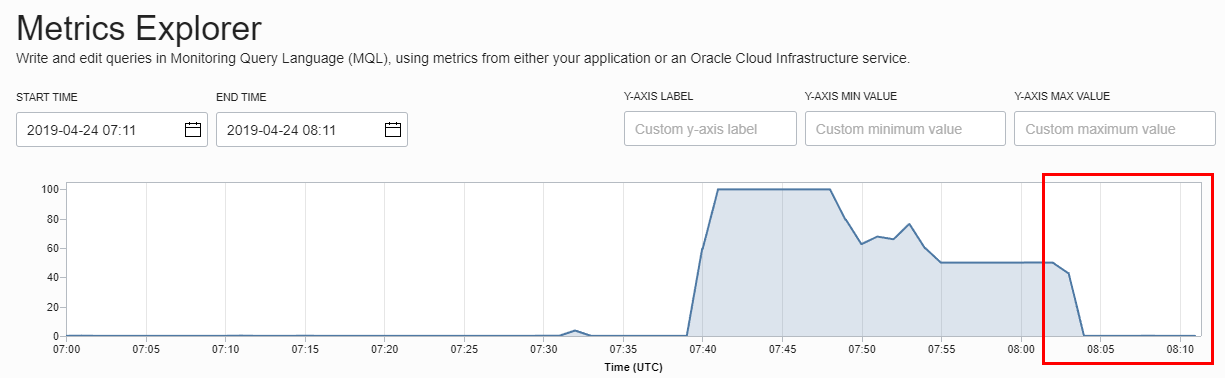 Metrics Explorer
Write and edit queries in Monitoring Query Language (MQL), using metrics from either your application or an Oracle Cloud Infrastructure service.
START TIME END TIME Y-AXIS LABEL Y-AXIS MIN VALUE Y-AXIS MAX VALUE
2019-04-24 07:11 2019-04-24 08:11 Custom y-axis label Custom minimum value Custom maximum value
100
80
60
40
20
0
07:00 07:05 07:10 07:15 07:20 07:25 07:30 07:35 07:40 07:45 07:50 07:55 08:00 08:05 08:10
Time (UTC)